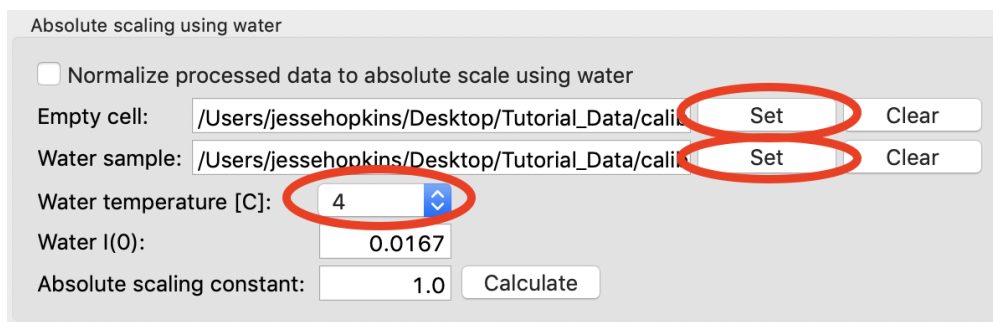 Absolute scaling using water
Normalize processed data to absolute scale using water
Empty cell: /Users/jessehopkins/Desktop/Tutorial_Data/calib Set Clear
Water sample: /Users/jessehopkins/Desktop/Tutorial_Data/calib Set Clear
Water temperature [C]: 4
Water I(0): 0.0167
Absolute scaling constant: 1.0 Calculate